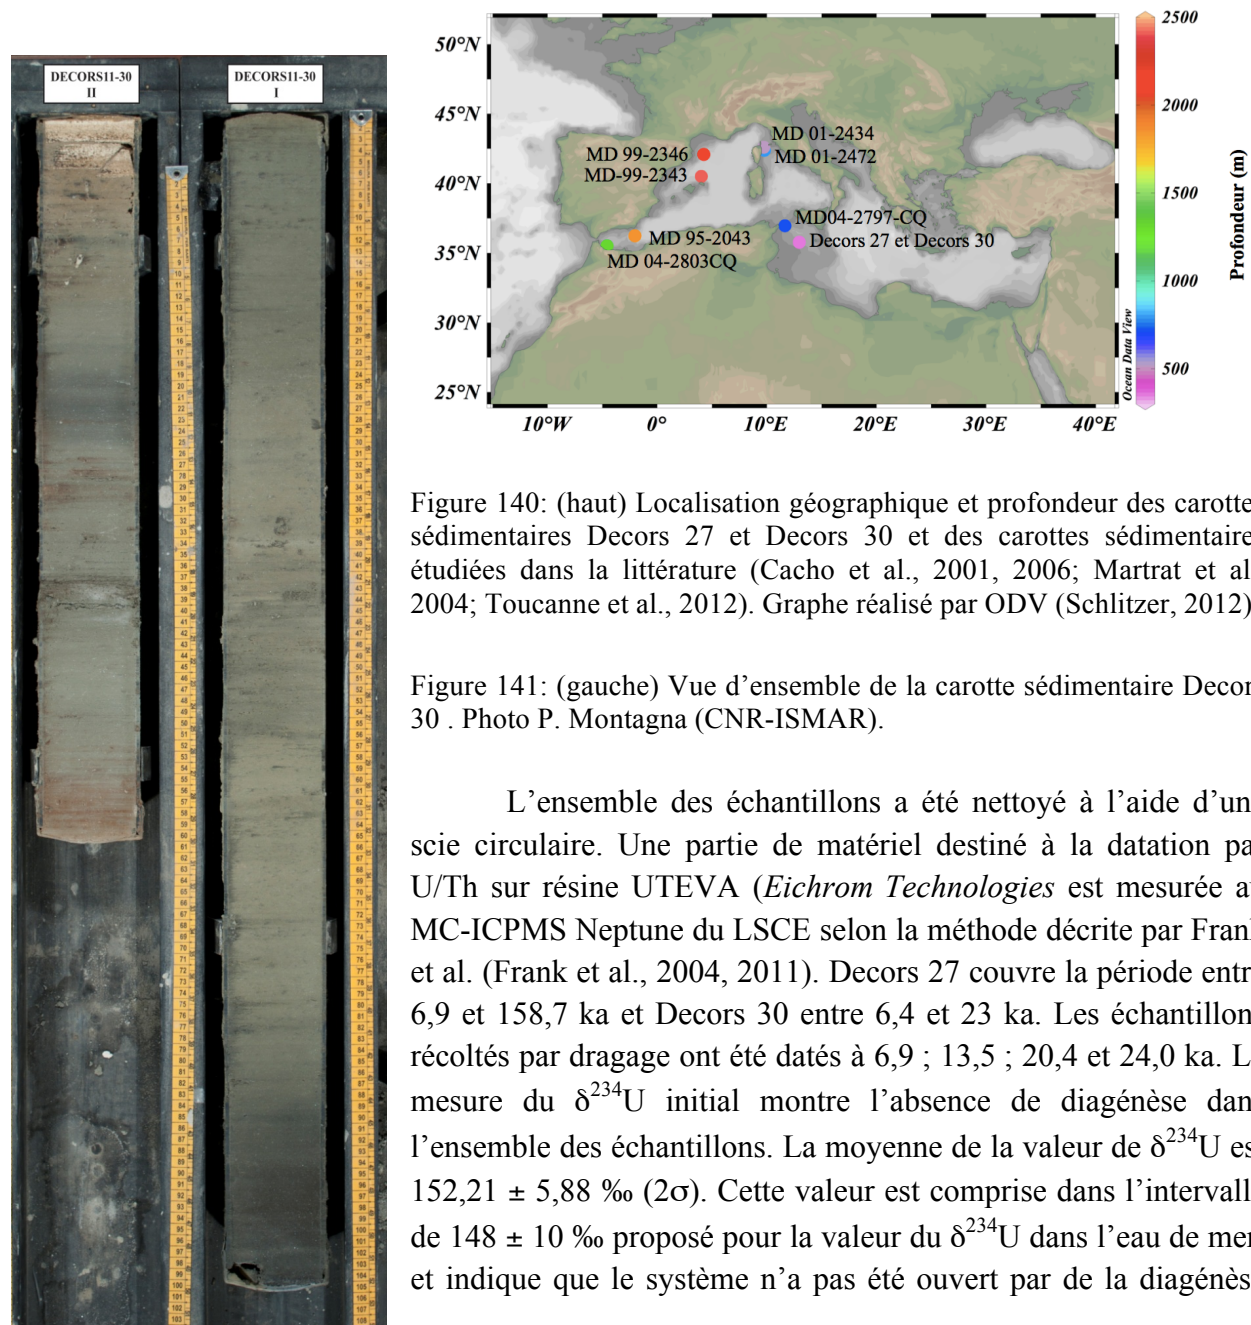 DECORS11-30
II
DECORS11-30
I
50°N
45°N
40°N
35°N
30°N
25°N
10°W
0°
10°E
20°E
30°E
40°E
MD 01-2434
MD 99-2346
MD 01-2472
MD-99-2343
MD04-2797-CQ
MD 95-2043
Decors 27 et Decors 30
MD 04-2803CQ
Ocean Data View
2500
2000
1500
1000
500
Profondeur (m)
Figure 140: (haut) Localisation géographique et profondeur des carotte
sédimentaires Decors 27 et Decors 30 et des carottes sédimentaire
étudiées dans la littérature (Cacho et al., 2001, 2006; Martrat et al
2004; Toucanne et al., 2012). Graphe réalisé par ODV (Schlitzer, 2012)
Figure 141: (gauche) Vue d'ensemble de la carotte sédimentaire Decor
30 . Photo P. Montagna (CNR-ISMAR).
L'ensemble des échantillons a été nettoyé à l'aide d'un
scie circulaire. Une partie de matériel destiné à la datation pa
U/Th sur résine UTEVA (Eichrom Technologies est mesurée a
MC-ICPMS Neptune du LSCE selon la méthode décrite par Fran
et al. (Frank et al., 2004, 2011). Decors 27 couvre la période entr
6,9 et 158,7 ka et Decors 30 entre 6,4 et 23 ka. Les échantillon
récoltés par dragage ont été datés à 6,9 ; 13,5 ; 20,4 et 24,0 ka. L
mesure du δ²³⁴U initial montre l'absence de diagénèse dan
l'ensemble des échantillons. La moyenne de la valeur de δ²³⁴U es
152,21 ± 5,88 ‰ (2σ). Cette valeur est comprise dans l'intervall
de 148 ± 10 ‰ proposé pour la valeur du δ²³⁴U dans l'eau de mer
et indique que le système n'a pas été ouvert par de la diagénès